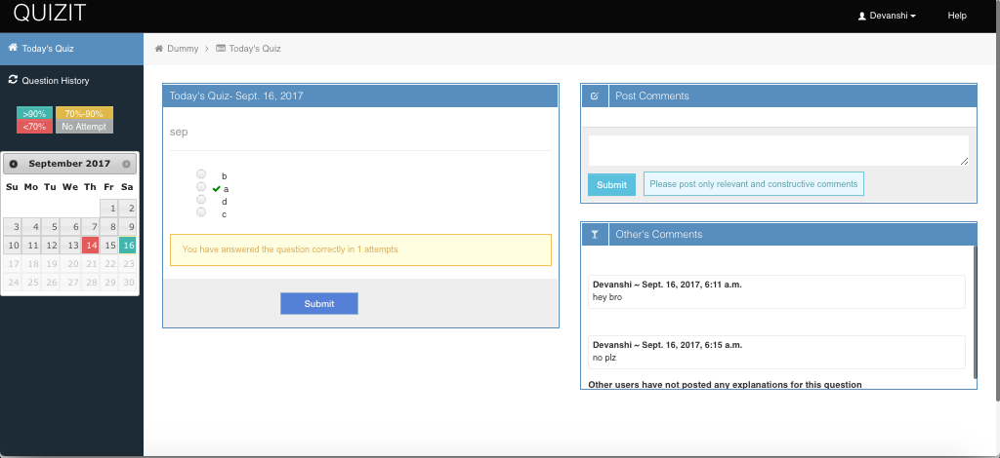 QUIZIT
Devanshi
Help
Today's Quiz
Question History
>90% 70%-90%
<70% No Attempt
September 2017
Su Mo Tu We Th Fr Sa
1 2
3 4 5 6 7 8 9
10 11 12 13 14 15 16
17 18 19 20 21 22 23
24 25 26 27 28 29 30
Dummy > Today's Quiz
Today's Quiz- Sept. 16, 2017
sep
b
a
d
c
You have answered the question correctly in 1 attempts
Submit
Post Comments
Submit
Please post only relevant and constructive comments
Other's Comments
Devanshi ~ Sept. 16, 2017, 6:11 a.m.
hey bro
Devanshi ~ Sept. 16, 2017, 6:15 a.m.
no plz
Other users have not posted any explanations for this question